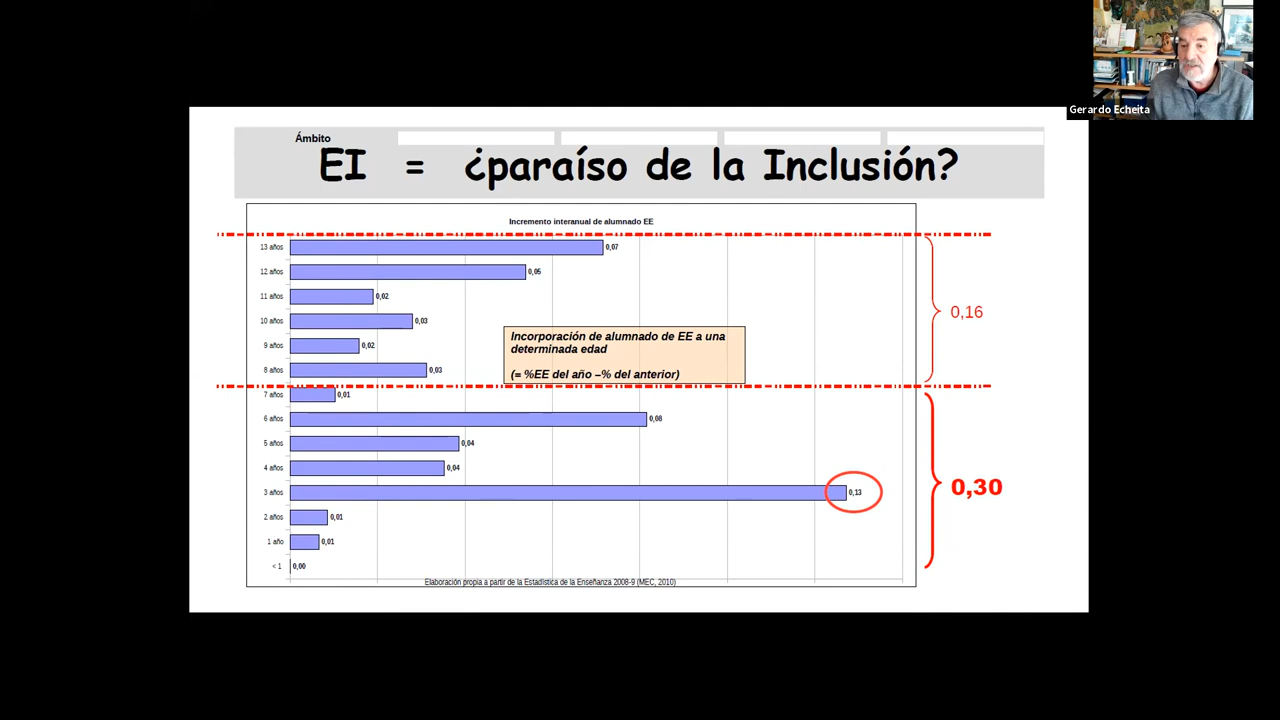 Gerardo Echeita
Ámbito
EI = ¿paraíso de la Inclusión?
Incremento interanual de alumnado EE
13 años 0,07
12 años 0,05
11 años 0,02
10 años 0,03
9 años 0,02
8 años 0,03
7 años 0,01
6 años 0,08
5 años 0,04
4 años 0,04
3 años 0,13
2 años 0,01
1 año 0,01
< 1 0,00
Incorporación de alumnado de EE a una
determinada edad
(= %EE del año –% del anterior)
0,16
0,30
Elaboración propia a partir de la Estadística de la Enseñanza 2008-9 (MEC, 2010)